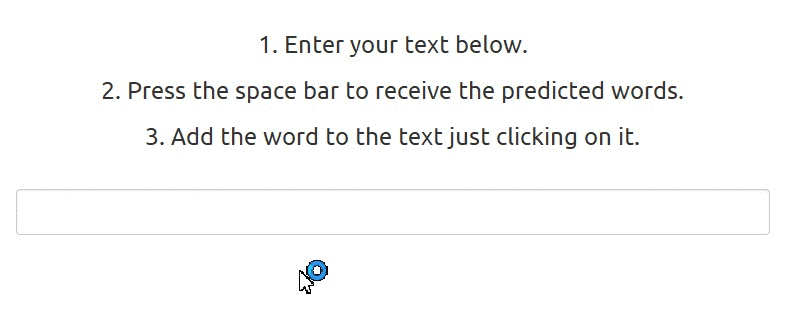 1. Enter your text below.
2. Press the space bar to receive the predicted words.
3. Add the word to the text just clicking on it.